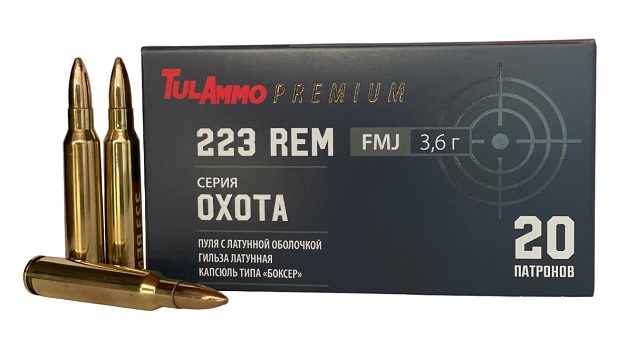 TULAMMO PREMIUM
223 REM FMJ 3,6 г
СЕРИЯ
ОХОТА
ПУЛЯ С ЛАТУННОЙ ОБОЛОЧКОЙ
ГИЛЬЗА ЛАТУННАЯ
КАПСЮЛЬ ТИПА «БОКСЕР»
20
ПАТРОНОВ